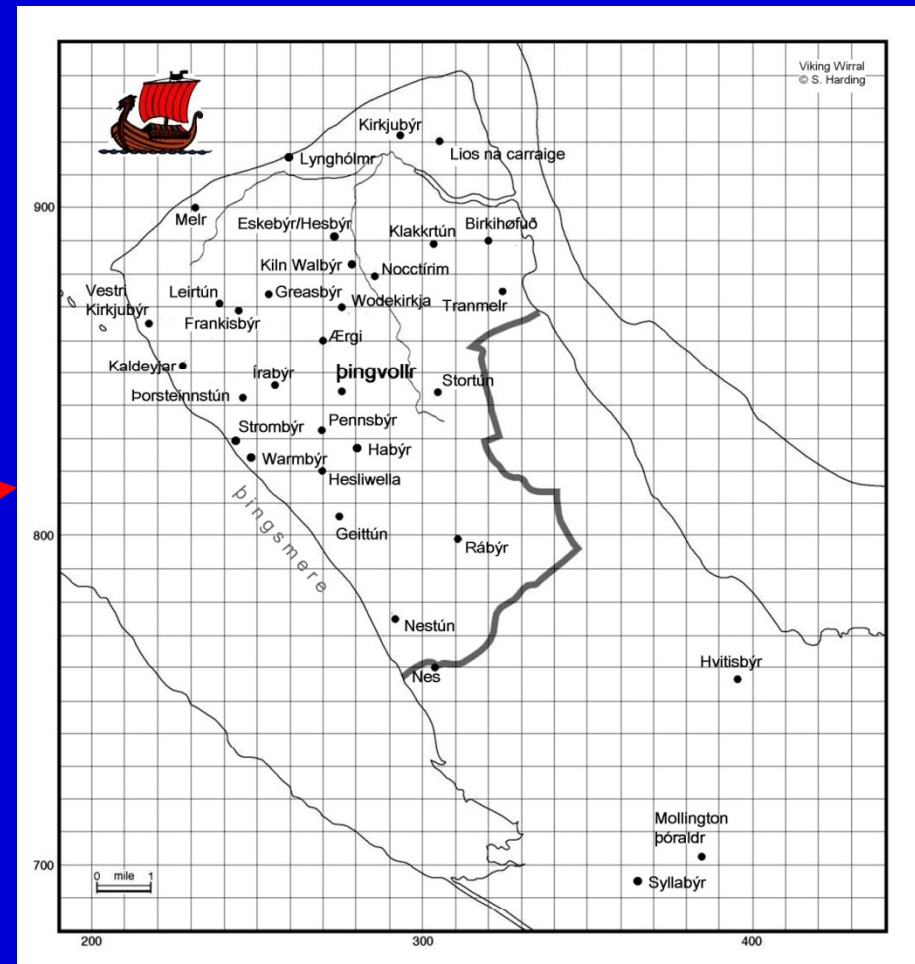 Viking Wirral
© S. Harding
Kirkjubýr
Lios na carraige
Lynghólmr
900
Melr
Eskebýr/Hesbýr
Klakkrtún
Birkihøfuð
Kiln Walbýr
Nocctírim
Vestri
Kirkjubýr
Leirtún
Greasbýr
Wodekirkja
Tranmelr
Frankisbýr
Ærgi
Kaldeyjar
Írabýr
þingvollr
Stortún
Þorsteinnstún
Strombýr
Pennsbýr
Habýr
Warmbýr
Hesliwella
þingsmere
Geittún
800
Rábýr
Nestún
Nes
Hvitisbýr
Mollington
þóraldr
700
0 mile 1
Syllabýr
200
300
400